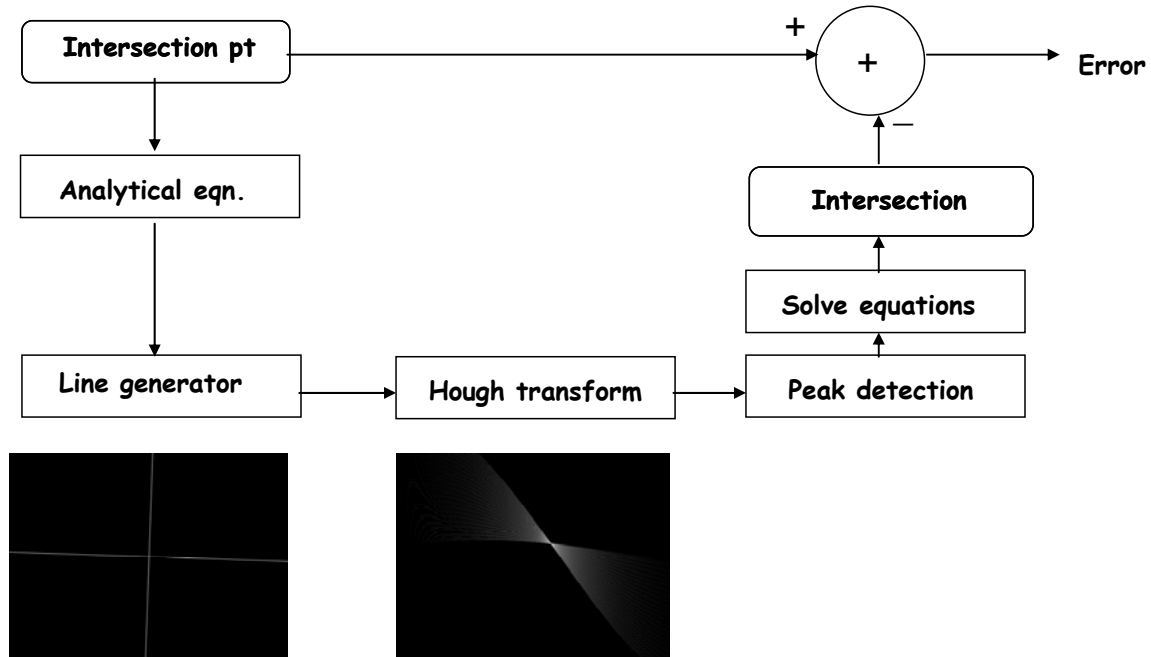 Intersection pt
+
+
Error
−
Analytical eqn.
Intersection
Solve equations
Line generator
Hough transform
Peak detection